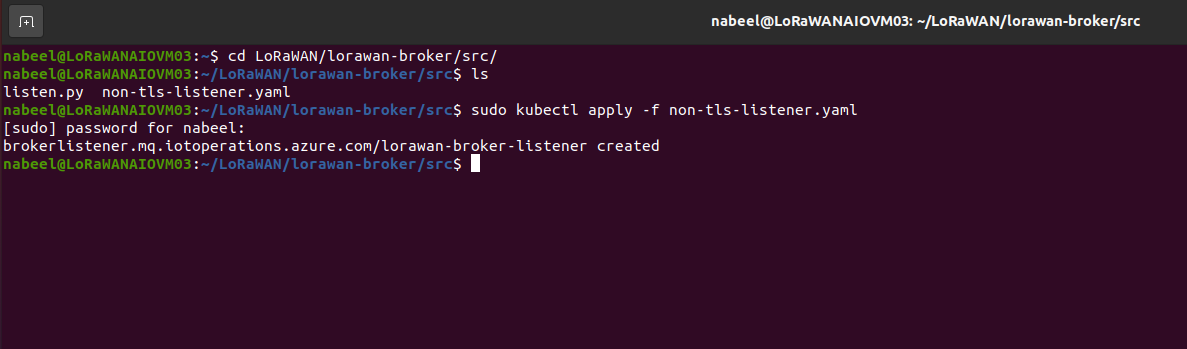 nabeel@LoRaWANAIOVM03: ~/LoRaWAN/lorawan-broker/src
nabeel@LoRaWANAIOVM03:~$ cd LoRaWAN/lorawan-broker/src/
nabeel@LoRaWANAIOVM03:~/LoRaWAN/lorawan-broker/src$ ls
listen.py  non-tls-listener.yaml
nabeel@LoRaWANAIOVM03:~/LoRaWAN/lorawan-broker/src$ sudo kubectl apply -f non-tls-listener.yaml
[sudo] password for nabeel:
brokerlistener.mq.iotoperations.azure.com/lorawan-broker-listener created
nabeel@LoRaWANAIOVM03:~/LoRaWAN/lorawan-broker/src$